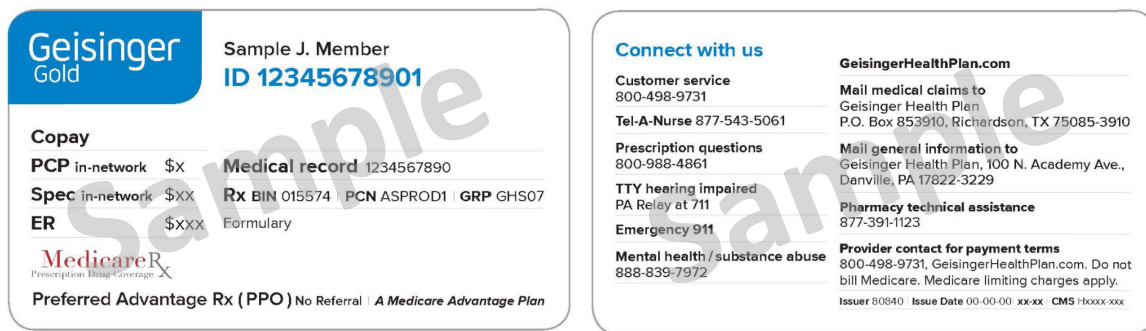 Geisinger
Gold
Sample J. Member
ID 12345678901
Copay
PCP in-network $x
Medical record 1234567890
Spec in-network $xx
Rx BIN 015574 | PCN ASPROD1 | GRP GHS07
ER $xxx
Formulary
MedicareRx
Prescription Drug Coverage
Preferred Advantage Rx (PPO) No Referral | A Medicare Advantage Plan
Sample
Connect with us
Customer service
800-498-9731
Tel-A-Nurse 877-543-5061
Prescription questions
800-988-4861
TTY hearing impaired
PA Relay at 711
Emergency 911
Mental health / substance abuse
888-839-7972
GeisingerHealthPlan.com
Mail medical claims to
Geisinger Health Plan
P.O. Box 853910, Richardson, TX 75085-3910
Mail general information to
Geisinger Health Plan, 100 N. Academy Ave.,
Danville, PA 17822-3229
Pharmacy technical assistance
877-391-1123
Provider contact for payment terms
800-498-9731, GeisingerHealthPlan.com. Do not
bill Medicare. Medicare limiting charges apply.
Issuer 80840 | Issue Date 00-00-00 | xx-xx | CMS Hxxxx-xxx
Sample